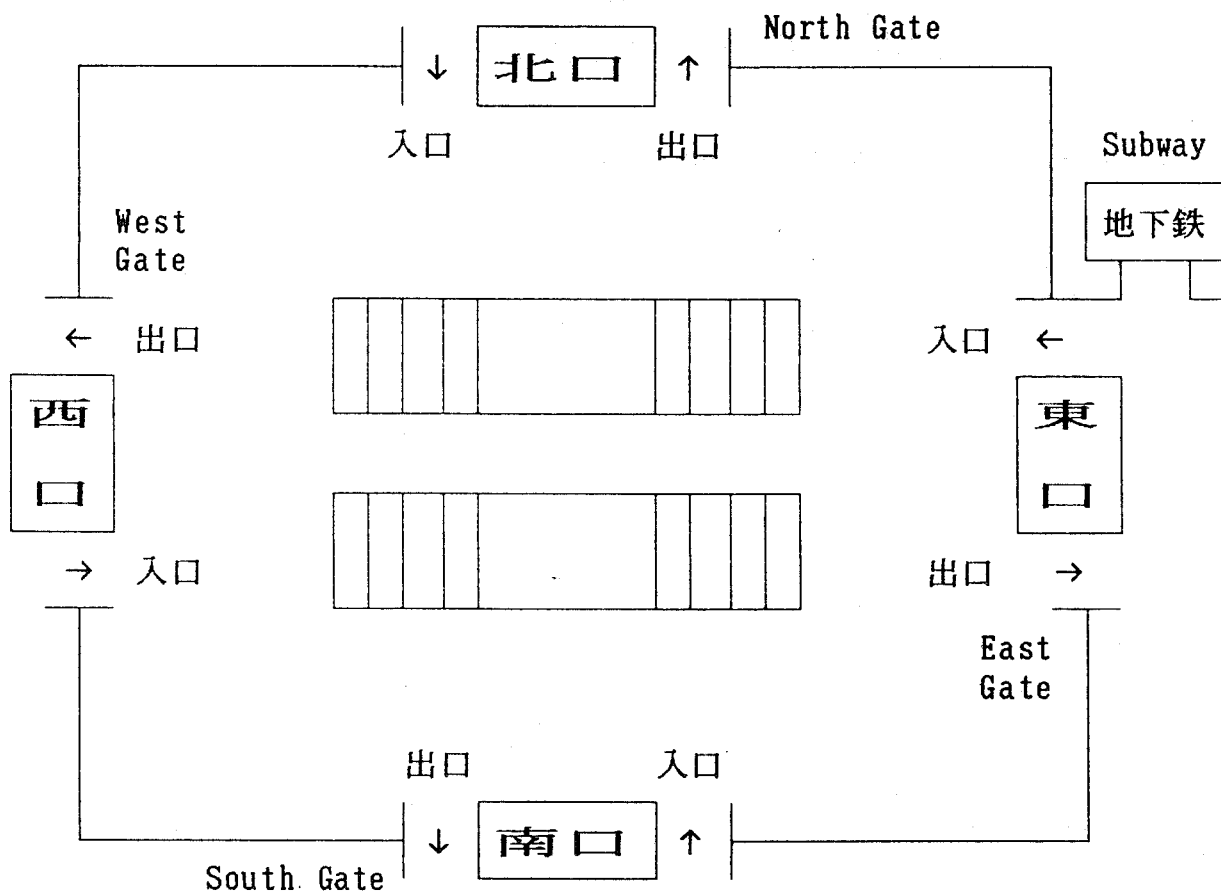 North Gate
↓ 北口 ↑
入口 出口
Subway
地下鉄
West
Gate
← 出口
入口 ←
西口
東口
→ 入口
出口 →
East
Gate
出口 入口
↓ 南口 ↑
South Gate